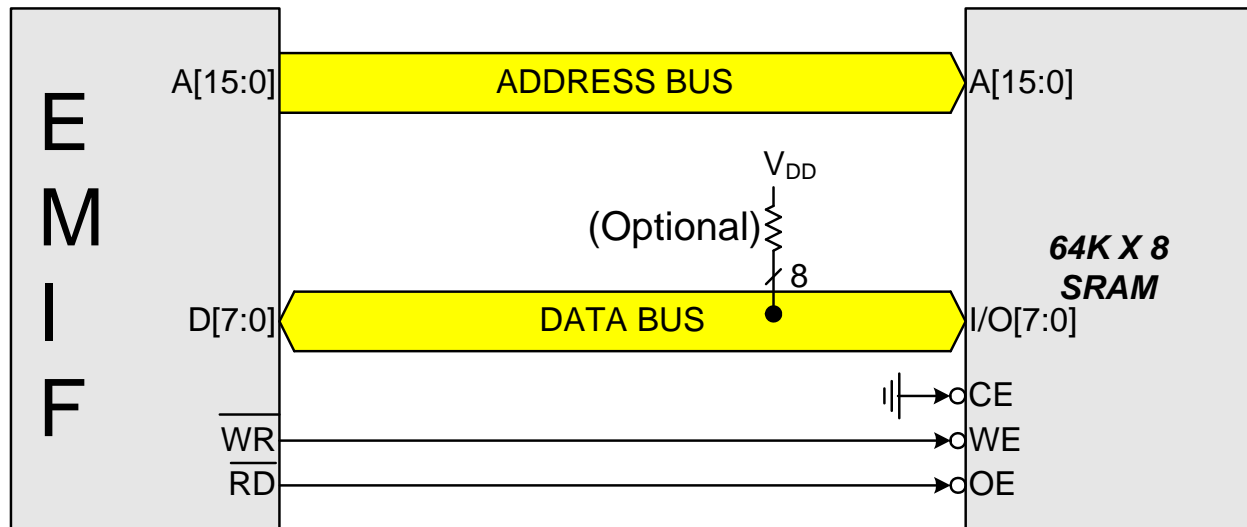 E
M
I
F
A[15:0]
ADDRESS BUS
A[15:0]
VDD
(Optional)
8
64K X 8
SRAM
D[7:0]
DATA BUS
I/O[7:0]
CE
WR
WE
RD
OE